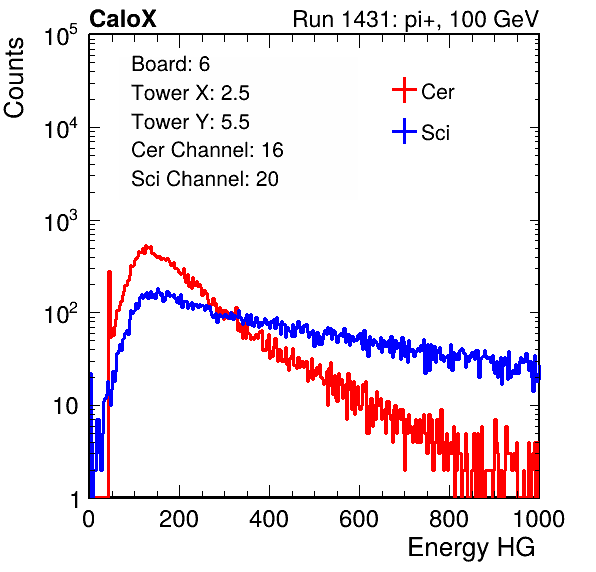 CaloX Run 1431: pi+, 100 GeV
Counts
Board: 6
Tower X: 2.5
Tower Y: 5.5
Cer Channel: 16
Sci Channel: 20
Cer
Sci
10^5
10^4
10^3
10^2
10
1
0 200 400 600 800 1000
Energy HG